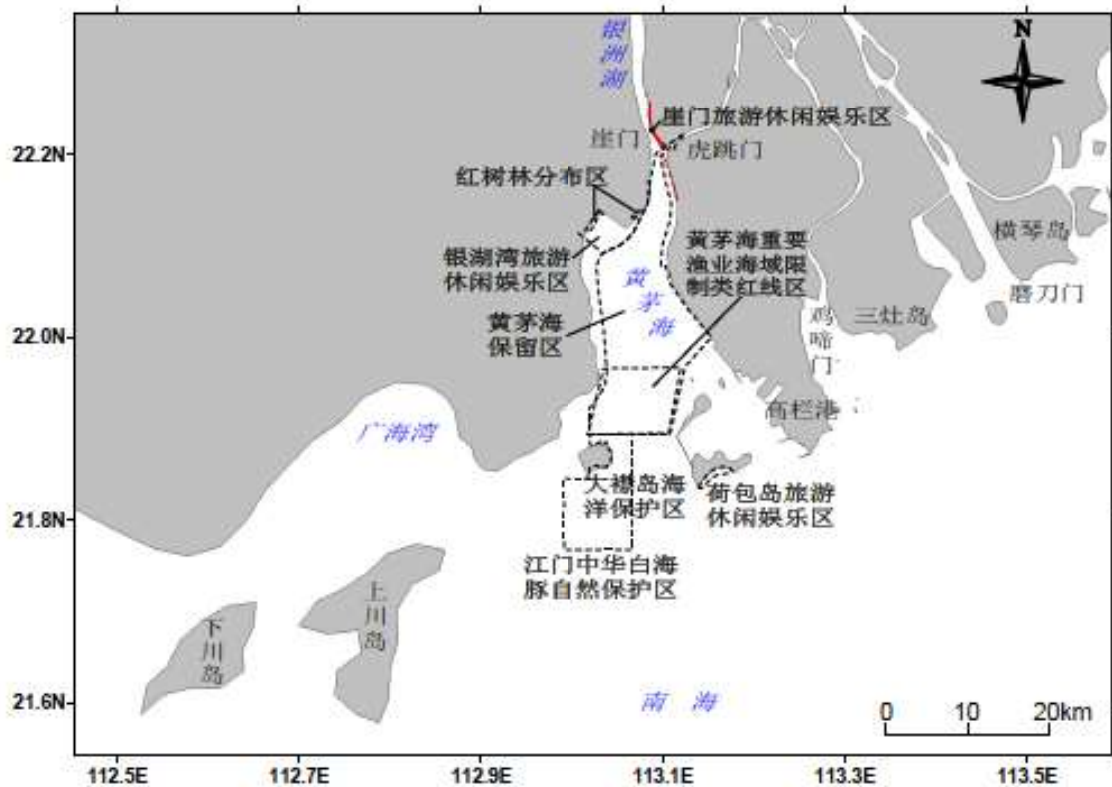 N
银洲湖
崖门旅游休闲娱乐区
崖门
虎跳门
22.2N
红树林分布区
横琴岛
黄茅海重要
渔业海域限
制类红线区
银湖湾旅游
休闲娱乐区
磨刀门
黄茅海
三灶岛
鸡啼门
22.0N
黄茅海
保留区
高栏港
广海湾
大襟岛海
洋保护区
荷包岛旅游
休闲娱乐区
21.8N
江门中华白海
豚自然保护区
上川岛
下川岛
21.6N
南 海
0 10 20km
112.5E 112.7E 112.9E 113.1E 113.3E 113.5E